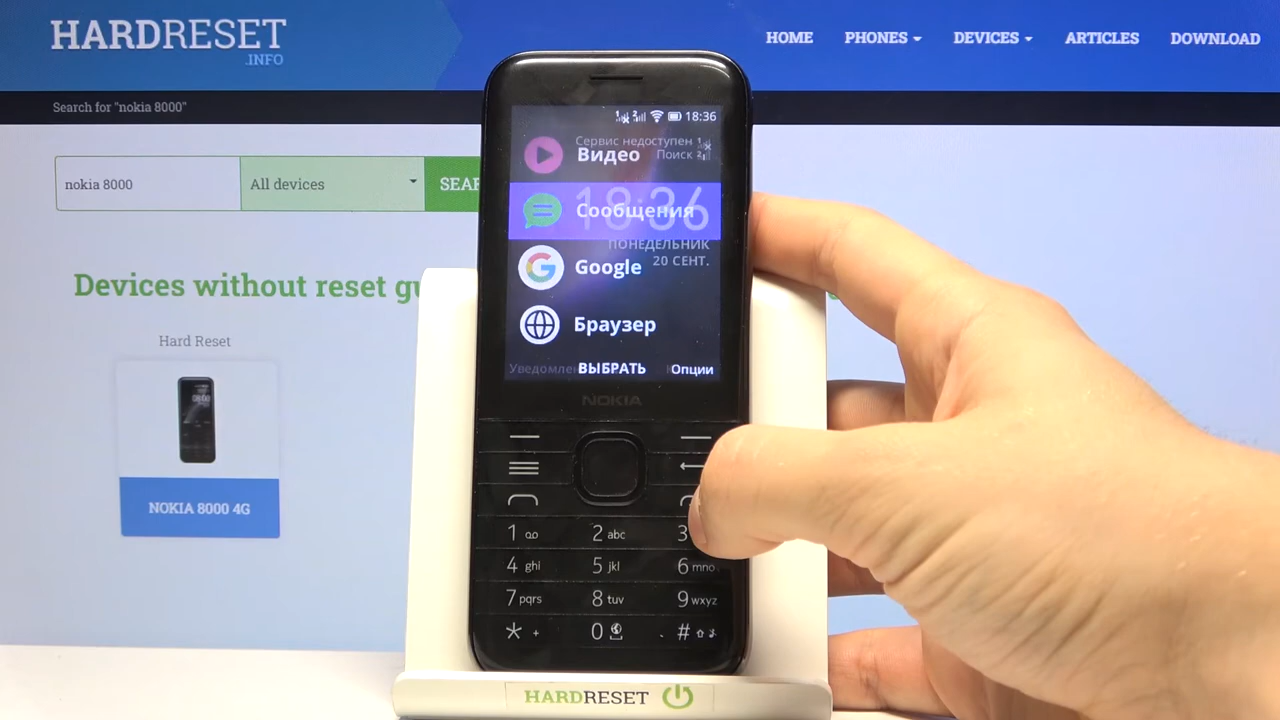 HARDRESET
.INFO
HOME PHONES DEVICES ARTICLES DOWNLOAD
Search for "nokia 8000"
nokia 8000
All devices
Devices without reset
Hard Reset
NOKIA 8000 4G
18:36
Сервис недоступен 1
Видео
Поиск 2
18:36
Сообщения
ПОНЕДЕЛЬНИК
20 СЕНТ.
Google
Браузер
ВЫБРАТЬ Опции
NOKIA
1 2 abc 3
4 ghi 5 jkl 6 mno
7 pqrs 8 tuv 9 wxyz
* + 0 #
HARDRESET